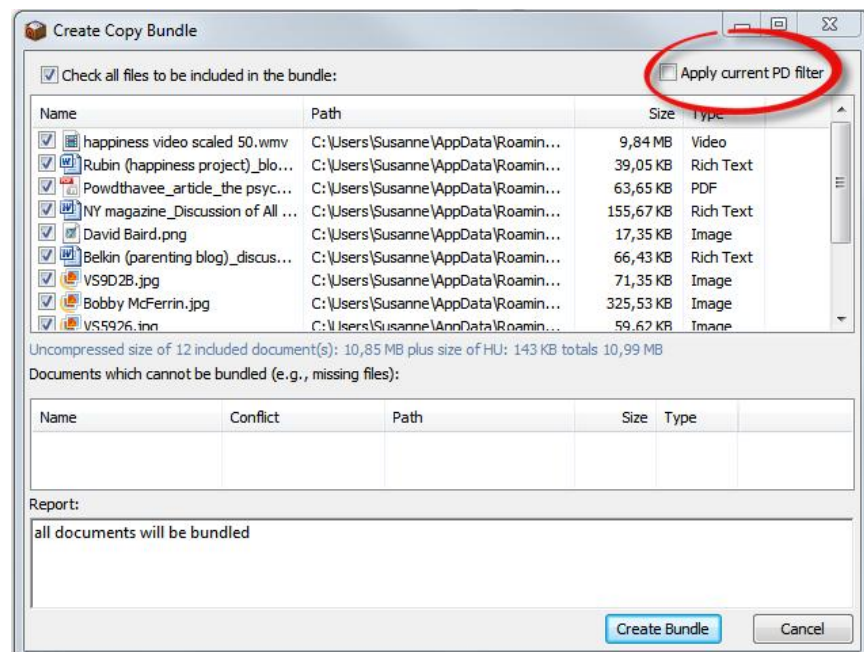 Create Copy Bundle
Check all files to be included in the bundle: Apply current PD filter
Name Path Size Type
happiness video scaled 50.wmv C:\Users\Susanne\AppData\Roamin... 9,84 MB Video
Rubin (happiness project)_blo... C:\Users\Susanne\AppData\Roamin... 39,05 KB Rich Text
Powdthavee_article_the psyc... C:\Users\Susanne\AppData\Roamin... 63,65 KB PDF
NY magazine_Discussion of All ... C:\Users\Susanne\AppData\Roamin... 155,67 KB Rich Text
David Baird.png C:\Users\Susanne\AppData\Roamin... 17,35 KB Image
Belkin (parenting blog)_discus... C:\Users\Susanne\AppData\Roamin... 66,43 KB Rich Text
VS9D2B.jpg C:\Users\Susanne\AppData\Roamin... 71,35 KB Image
Bobby McFerrin.jpg C:\Users\Susanne\AppData\Roamin... 325,53 KB Image
VS5926.jpg C:\Users\Susanne\AppData\Roamin... 59,62 KB Image
Uncompressed size of 12 included document(s): 10,85 MB plus size of HU: 143 KB totals 10,99 MB
Documents which cannot be bundled (e.g., missing files):
Name Conflict Path Size Type
Report:
all documents will be bundled
Create Bundle Cancel